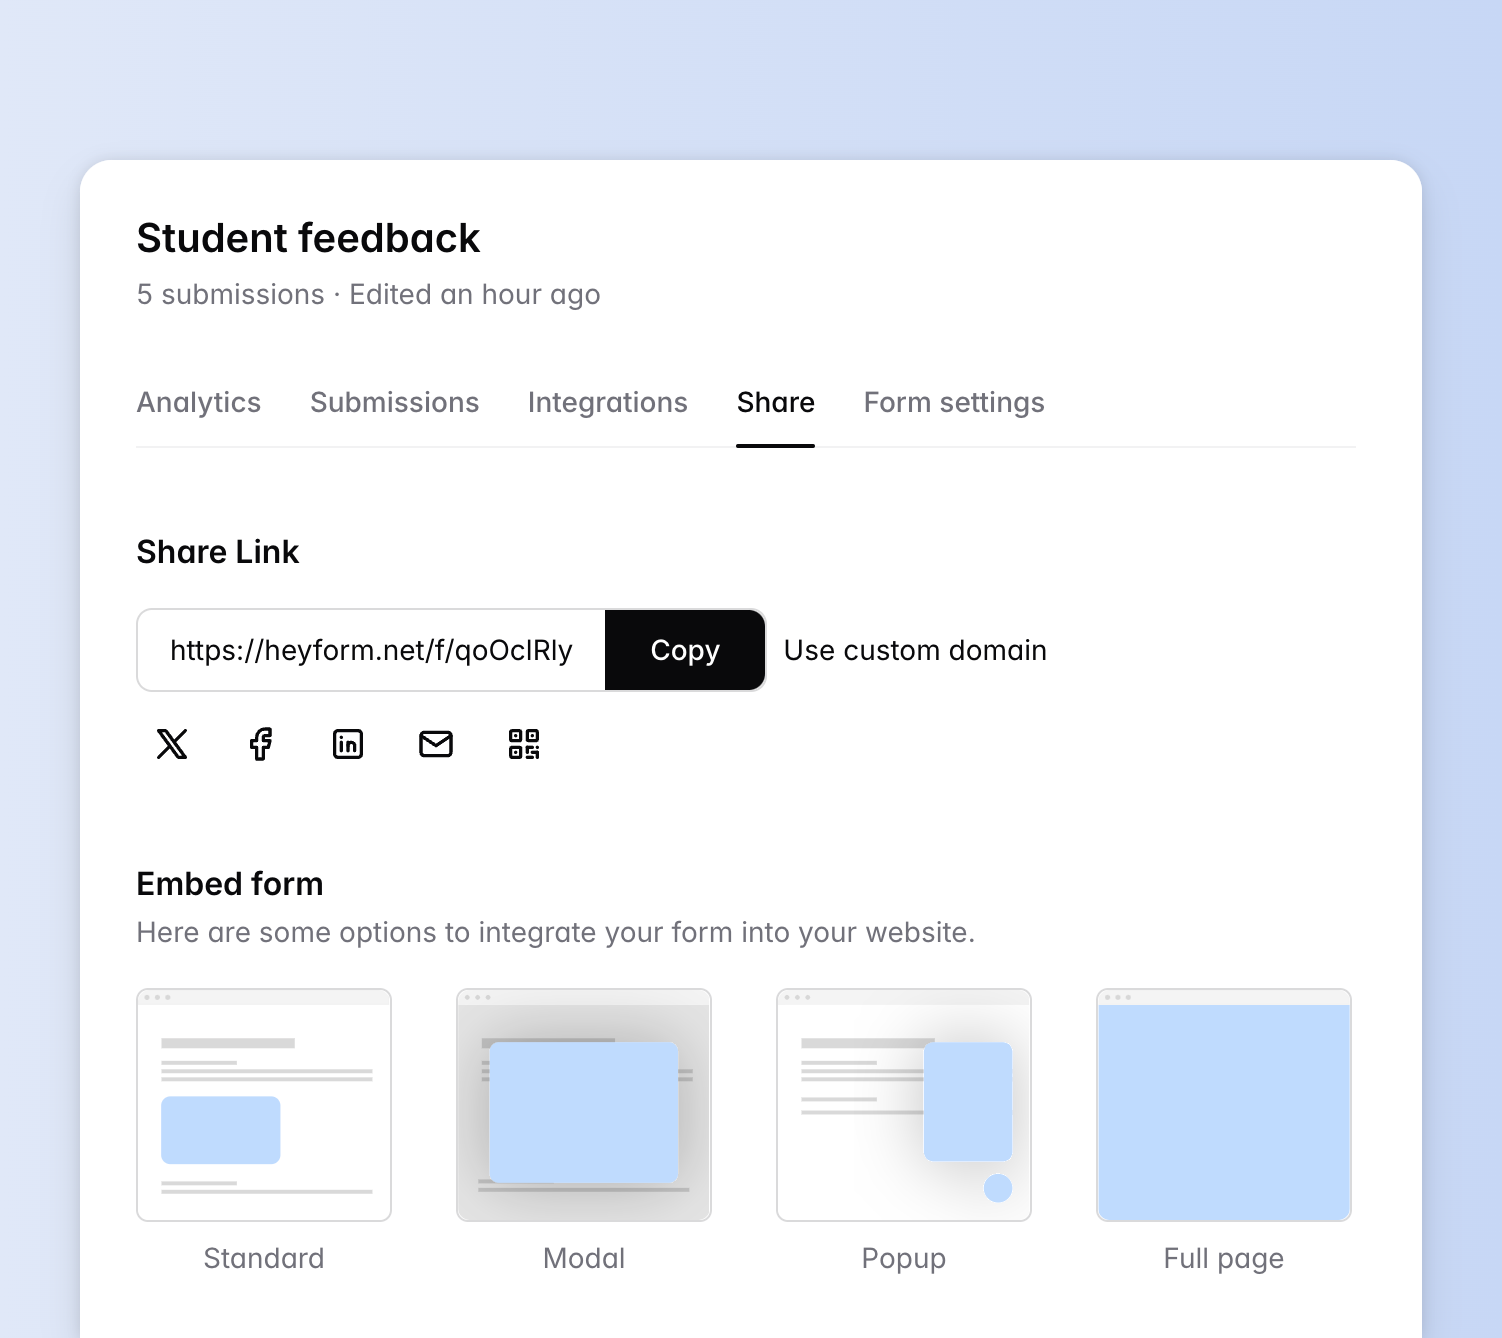 Student feedback
5 submissions · Edited an hour ago
Analytics Submissions Integrations Share Form settings
Share Link
https://heyform.net/f/qoOclRly Copy Use custom domain
Embed form
Here are some options to integrate your form into your website.
Standard Modal Popup Full page